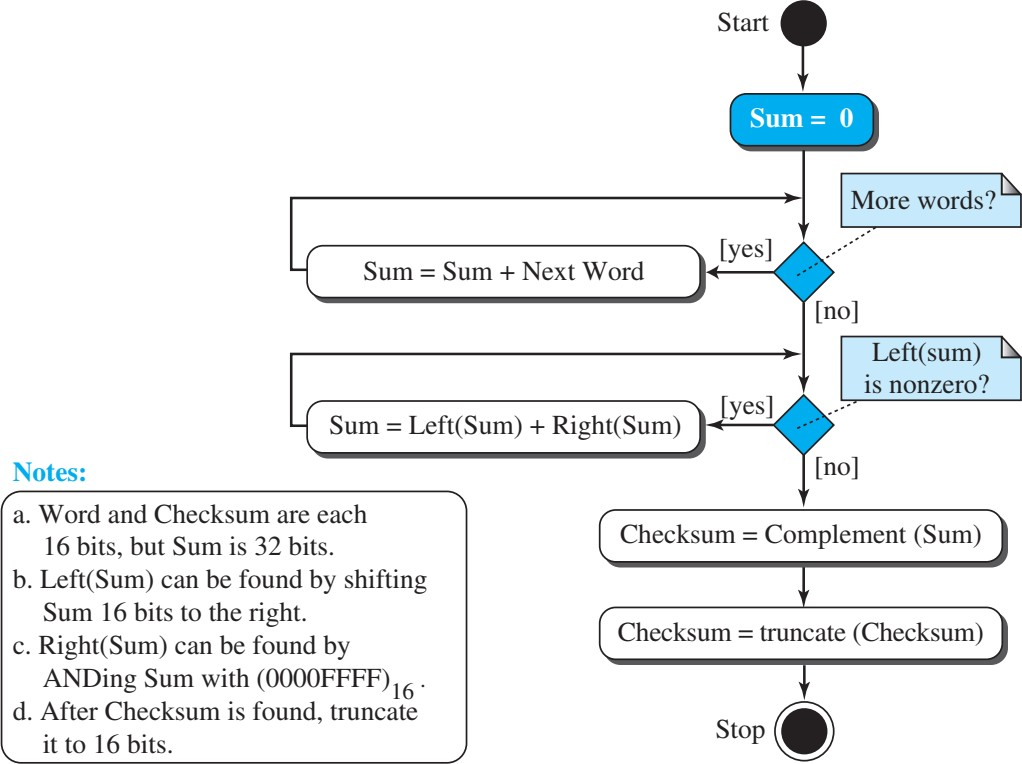 Start
Sum = 0
More words?
[yes]
Sum = Sum + Next Word
[no]
Left(sum)
is nonzero?
[yes]
Sum = Left(Sum) + Right(Sum)
[no]
Notes:
a. Word and Checksum are each
16 bits, but Sum is 32 bits.
b. Left(Sum) can be found by shifting
Sum 16 bits to the right.
c. Right(Sum) can be found by
ANDing Sum with (0000FFFF)16 .
d. After Checksum is found, truncate
it to 16 bits.
Checksum = Complement (Sum)
Checksum = truncate (Checksum)
Stop